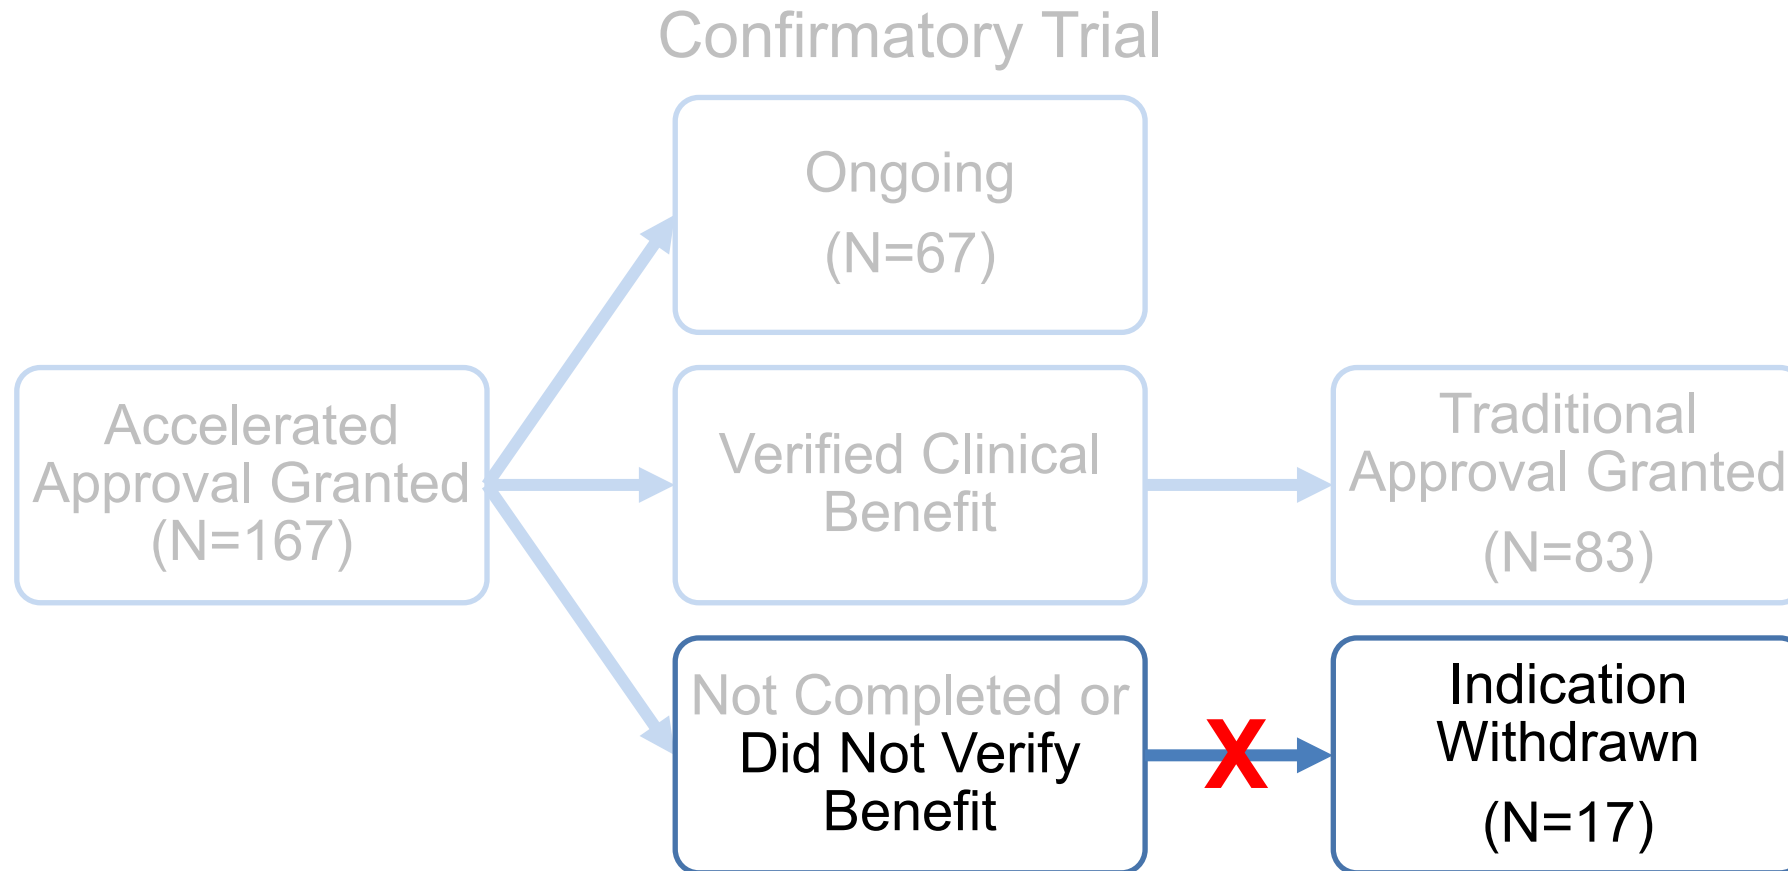 Confirmatory Trial
Ongoing
(N=67)
Accelerated
Approval Granted
(N=167)
Verified Clinical
Benefit
Traditional
Approval Granted
(N=83)
Not Completed or
Did Not Verify
Benefit
X
Indication
Withdrawn
(N=17)